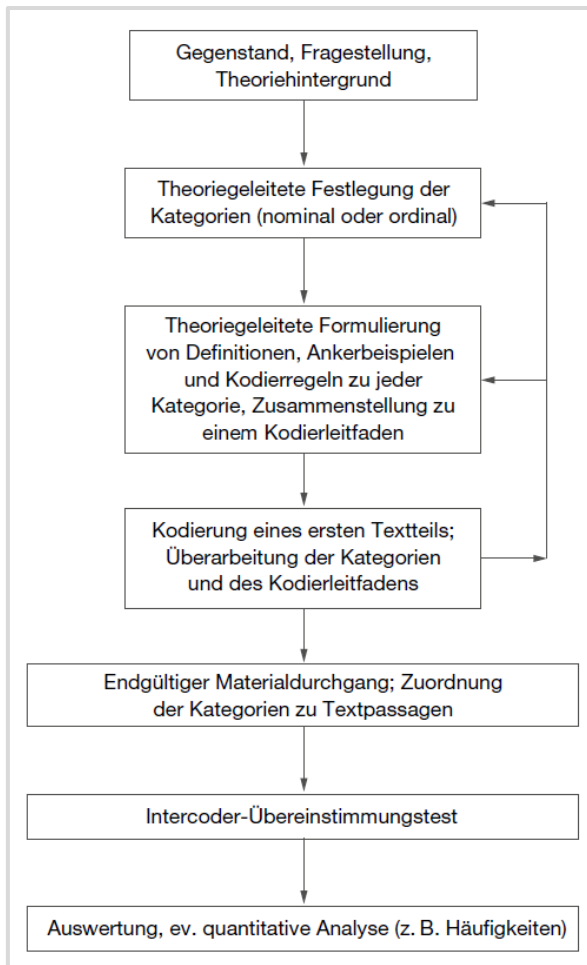 Gegenstand, Fragestellung,
Theoriehintergrund
Theoriegeleitete Festlegung der
Kategorien (nominal oder ordinal)
Theoriegeleitete Formulierung
von Definitionen, Ankerbeispielen
und Kodierregeln zu jeder
Kategorie, Zusammenstellung zu
einem Kodierleitfaden
Kodierung eines ersten Textteils;
Überarbeitung der Kategorien
und des Kodierleitfadens
Endgültiger Materialdurchgang; Zuordnung
der Kategorien zu Textpassagen
Intercoder-Übereinstimmungstest
Auswertung, ev. quantitative Analyse (z. B. Häufigkeiten)